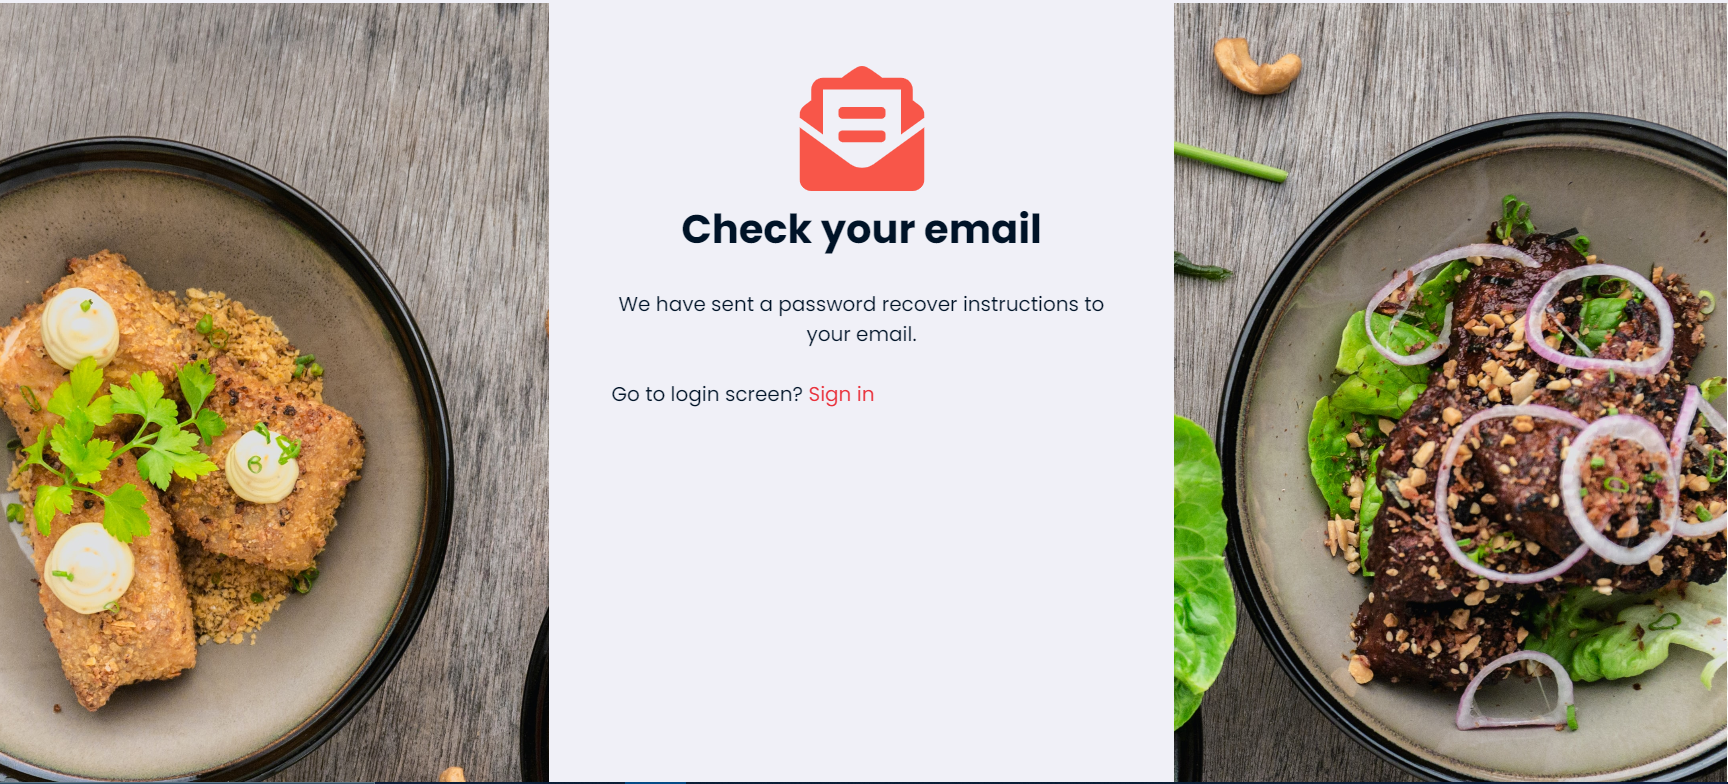 Check your email
We have sent a password recover instructions to
your email.
Go to login screen? Sign in